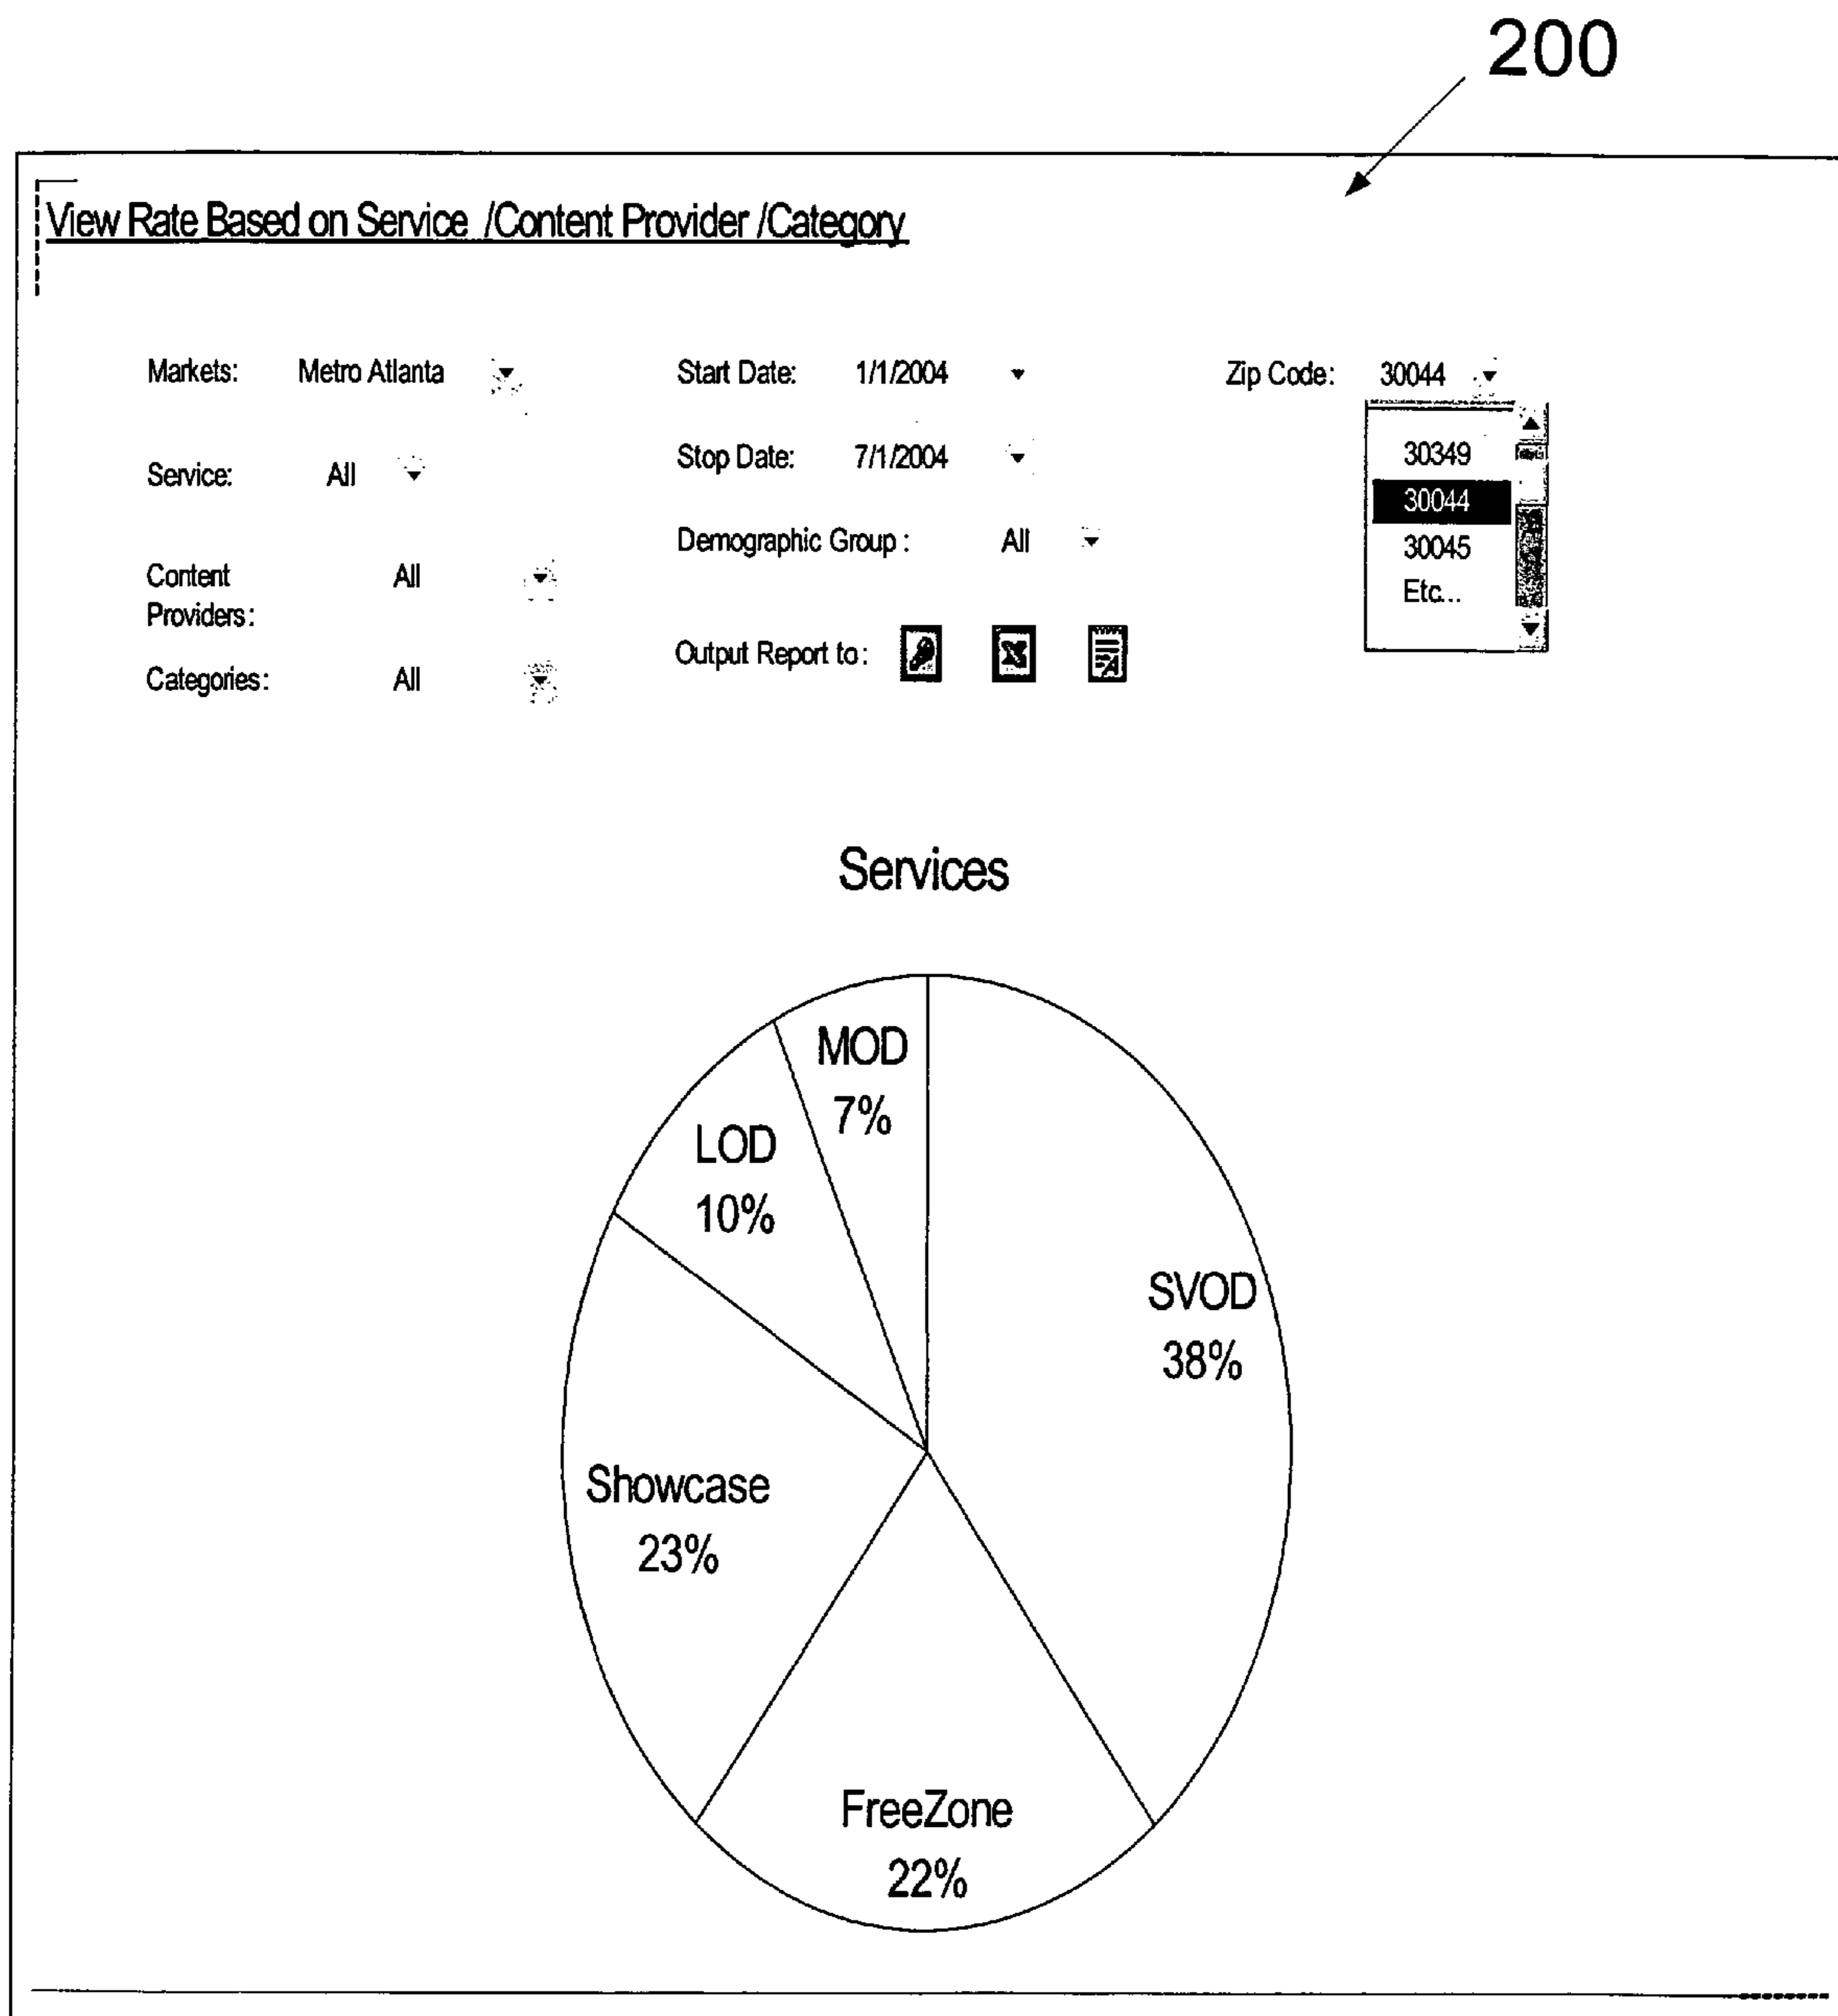 200
View Rate Based on Service /Content Provider /Category
Markets: Metro Atlanta
Start Date: 1/1/2004
Zip Code: 30044
Service: All
Stop Date: 7/1/2004
30349
30044
30045
Etc...
Content Providers: All
Demographic Group : All
Categories: All
Output Report to:
Services
MOD
7%
LOD
10%
SVOD
38%
Showcase
23%
FreeZone
22%